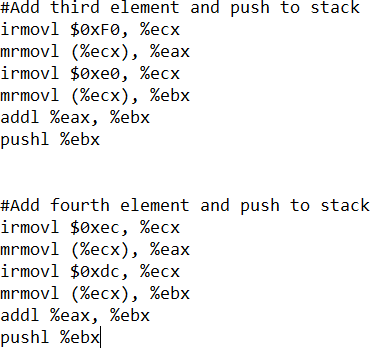 #Add third element and push to stack
irmovl $0xF0, %ecx
mrmovl (%ecx), %eax
irmovl $0xe0, %ecx
mrmovl (%ecx), %ebx
addl %eax, %ebx
pushl %ebx
#Add fourth element and push to stack
irmovl $0xec, %ecx
mrmovl (%ecx), %eax
irmovl $0xdc, %ecx
mrmovl (%ecx), %ebx
addl %eax, %ebx
pushl %ebx